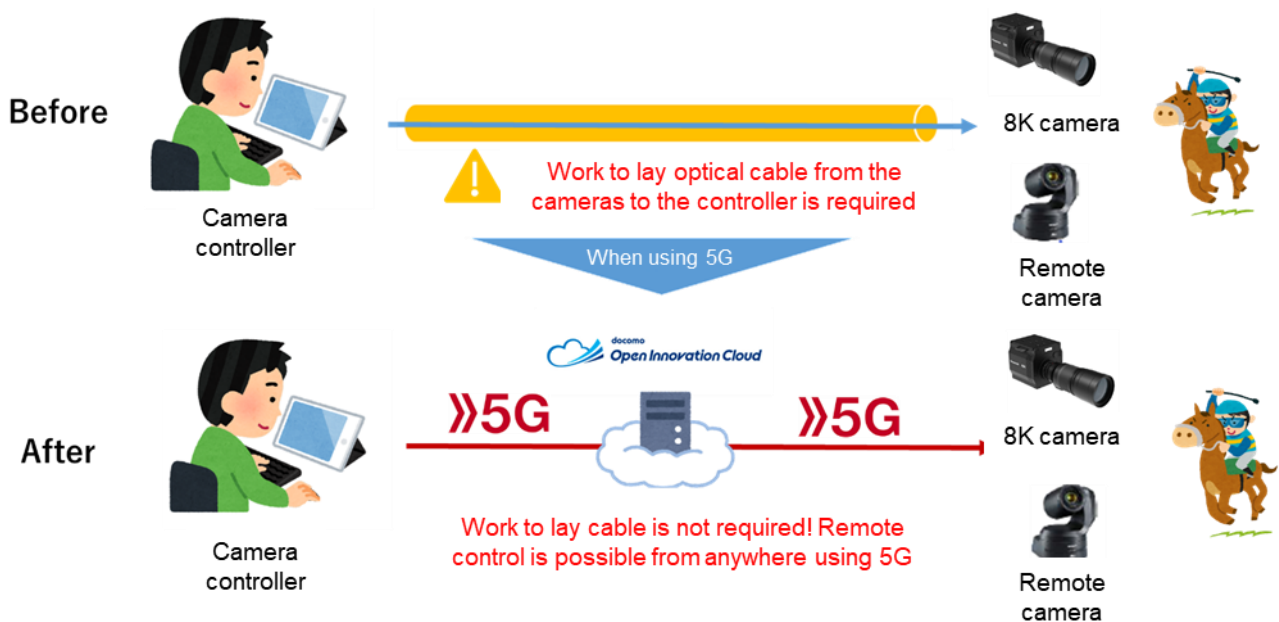 Before
Camera
controller
Work to lay optical cable from the
cameras to the controller is required
8K camera
Remote
camera
When using 5G
docomo
Open Innovation Cloud
After
Camera
controller
5G
5G
Work to lay cable is not required! Remote
control is possible from anywhere using 5G
8K camera
Remote
camera